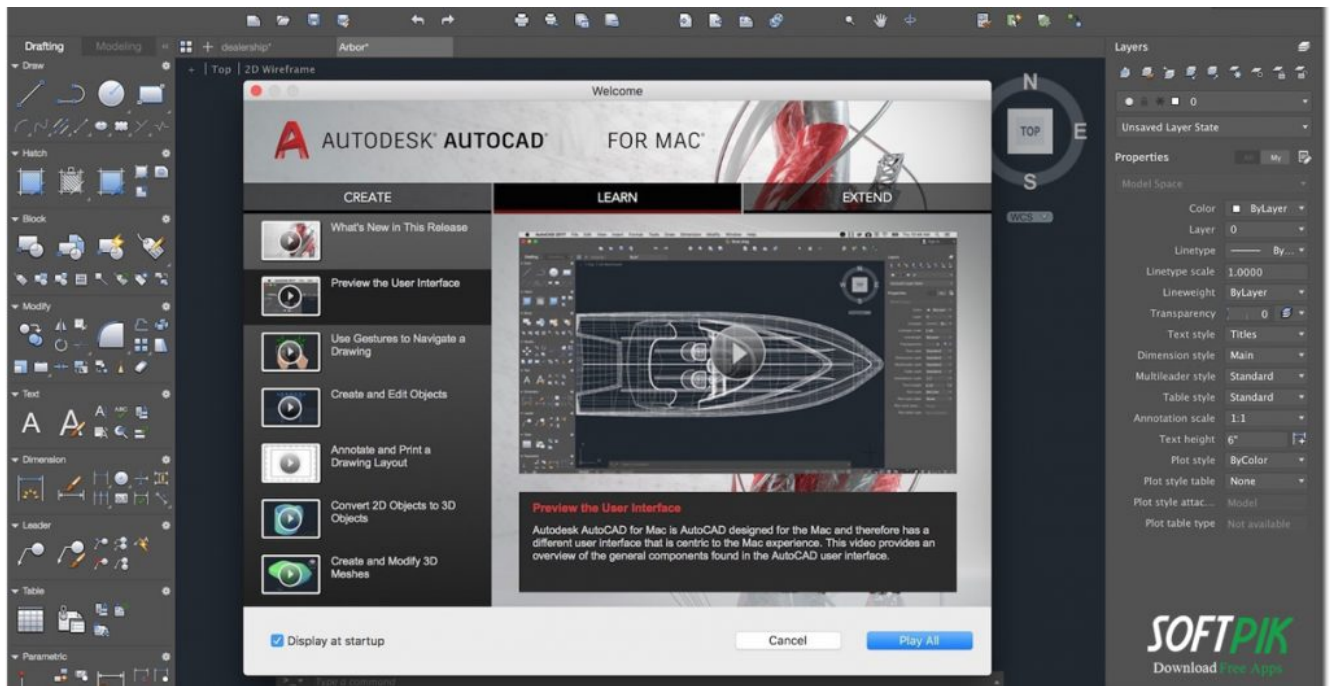 Drafting
Modeling
dealership*
Arbor*
+ | Top | 2D Wireframe
Draw
Hatch
Block
Modify
Text
Dimension
Leader
Table
Parametric
Welcome
AUTODESK® AUTOCAD® FOR MAC®
CREATE
LEARN
EXTEND
What's New in This Release
Preview the User Interface
Use Gestures to Navigate a
Drawing
Create and Edit Objects
Annotate and Print a
Drawing Layout
Convert 2D Objects to 3D
Objects
Create and Modify 3D
Meshes
Preview the User Interface
Autodesk AutoCAD for Mac is AutoCAD designed for the Mac and therefore has a
different user interface that is centric to the Mac experience. This video provides an
overview of the general components found in the AutoCAD user interface.
Display at startup
Cancel
Play All
Type a command
N
TOP
E
S
WCS
Layers
0
Unsaved Layer State
Properties
All
My
Model Space
Color ByLayer
Layer 0
Linetype By...
Linetype scale 1.0000
Lineweight ByLayer
Transparency 0
Text style Titles
Dimension style Main
Multileader style Standard
Table style Standard
Annotation scale 1:1
Text height 6"
Plot style ByColor
Plot style table None
Plot style attac... Model
Plot table type Not available
SOFTPIK
Download Free Apps